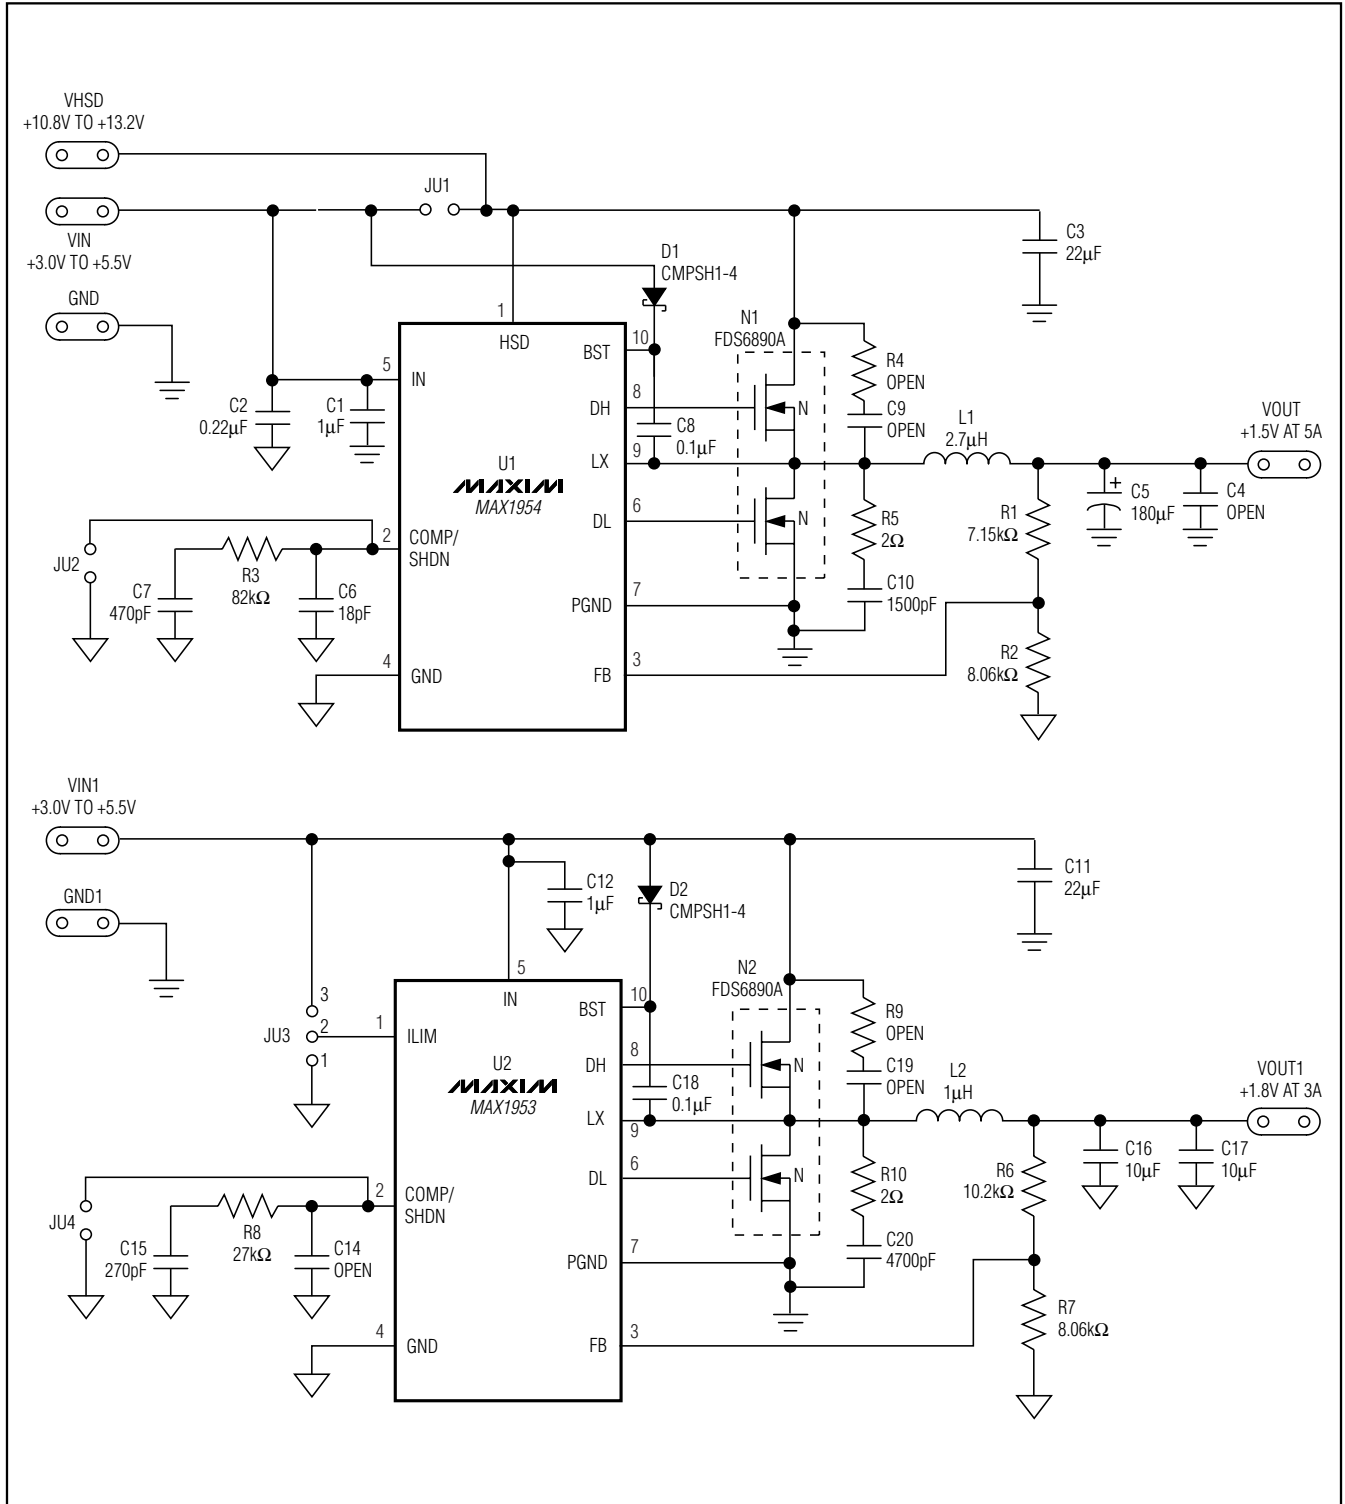 VHSD
+10.8V TO +13.2V
JU1
VIN
+3.0V TO +5.5V
GND
C3
22µF
D1
CMPSH1-4
1
HSD
N1
FDS6890A
10
BST
5
IN
R4
OPEN
C2
0.22µF
C1
1µF
8
DH
N
C9
OPEN
C8
0.1µF
L1
2.7µH
VOUT
+1.5V AT 5A
9
LX
U1
MAXIM
MAX1954
6
DL
N
R5
2Ω
R1
7.15kΩ
+
C5
180µF
C4
OPEN
JU2
2
COMP/
SHDN
R3
82kΩ
C7
470pF
C6
18pF
C10
1500pF
7
PGND
4
GND
3
FB
R2
8.06kΩ
VIN1
+3.0V TO +5.5V
GND1
C12
1µF
D2
CMPSH1-4
C11
22µF
5
IN
N2
FDS6890A
10
BST
3
JU3
2
1
1
ILIM
R9
OPEN
U2
MAXIM
MAX1953
8
DH
N
C19
OPEN
C18
0.1µF
L2
1µH
VOUT1
+1.8V AT 3A
LX
9
6
DL
N
R10
2Ω
R6
10.2kΩ
C16
10µF
C17
10µF
JU4
2
COMP/
SHDN
R8
27kΩ
C15
270pF
C14
OPEN
C20
4700pF
7
PGND
4
GND
3
FB
R7
8.06kΩ